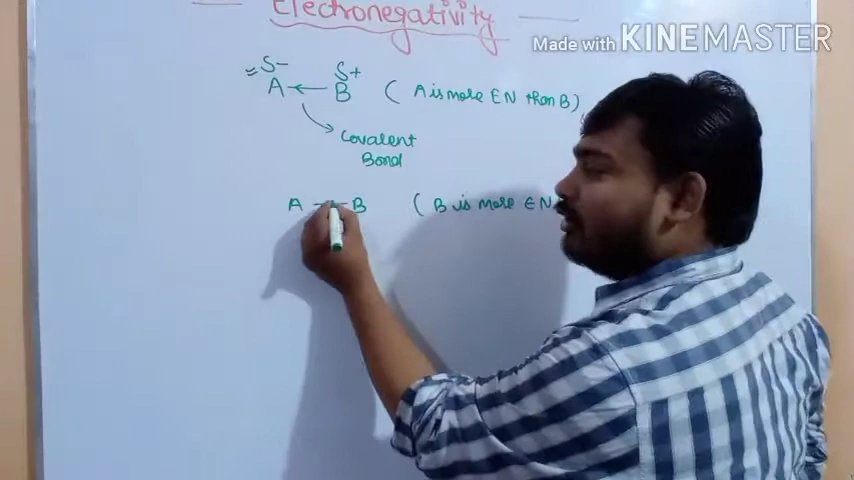 Electronegativity
Made with KINEMASTER
δ- δ+
A ← B ( A is more EN than B)
Covalent
Bond
A — B ( B is more EN